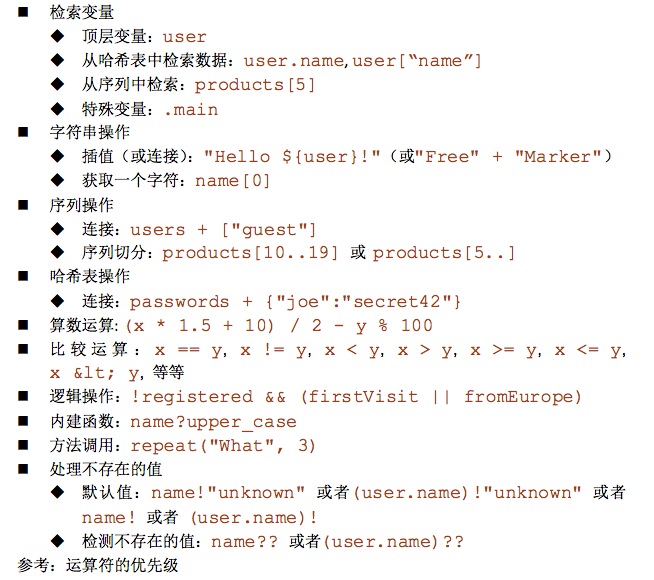 ■ 检索变量
◆ 顶层变量：user
◆ 从哈希表中检索数据：user.name,user[“name”]
◆ 从序列中检索：products[5]
◆ 特殊变量：.main
■ 字符串操作
◆ 插值（或连接）："Hello ${user}!"（或"Free" + "Marker"）
◆ 获取一个字符：name[0]
■ 序列操作
◆ 连接：users + ["guest"]
◆ 序列切分：products[10..19] 或 products[5..]
■ 哈希表操作
◆ 连接：passwords + {"joe":"secret42"}
■ 算数运算: (x * 1.5 + 10) / 2 - y % 100
■ 比较运算：x == y, x != y, x < y, x > y, x >= y, x <= y,
x &lt; y, 等等
■ 逻辑操作：!registered && (firstVisit || fromEurope)
■ 内建函数：name?upper_case
■ 方法调用：repeat("What", 3)
■ 处理不存在的值
◆ 默认值：name!"unknown" 或者(user.name)!"unknown" 或者
name! 或者 (user.name)!
◆ 检测不存在的值：name?? 或者(user.name)??
参考：运算符的优先级